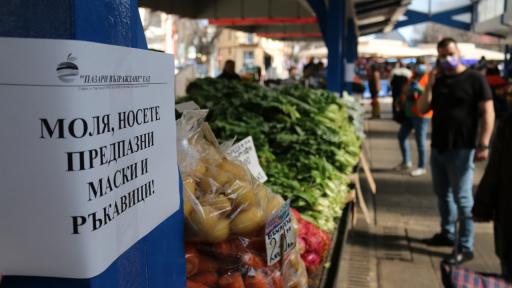 "ПАЗАРИ ВЪЗРАЖДАНЕ" ЕАД
МОЛЯ, НОСЕТЕ
ПРЕДПАЗНИ
МАСКИ И
РЪКАВИЦИ!